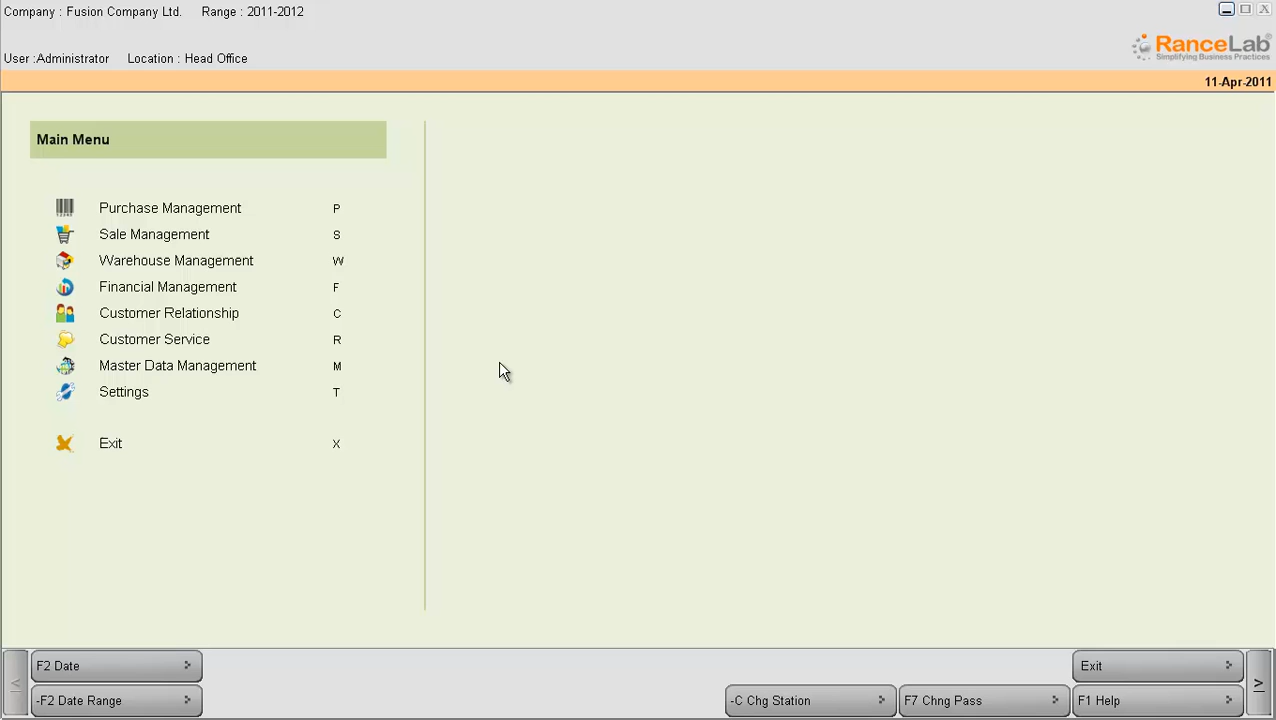 Company : Fusion Company Ltd. Range : 2011-2012
User :Administrator Location : Head Office
RanceLab®
Simplifying Business Practices
11-Apr-2011
Main Menu
Purchase Management P
Sale Management S
Warehouse Management W
Financial Management F
Customer Relationship C
Customer Service R
Master Data Management M
Settings T
Exit X
< F2 Date Exit >
-F2 Date Range -C Chg Station F7 Chng Pass F1 Help